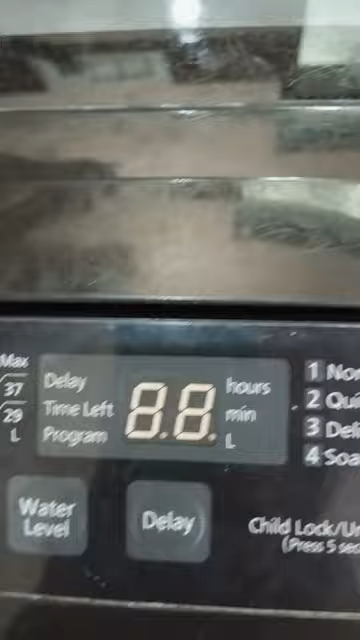 Max
37
29
L
Delay
Time Left
Program
8.8.
hours
min
L
1 Nor
2 Qui
3 Deli
4 Soa
Water
Level
Delay
Child Lock/Un
(Press 5 sec